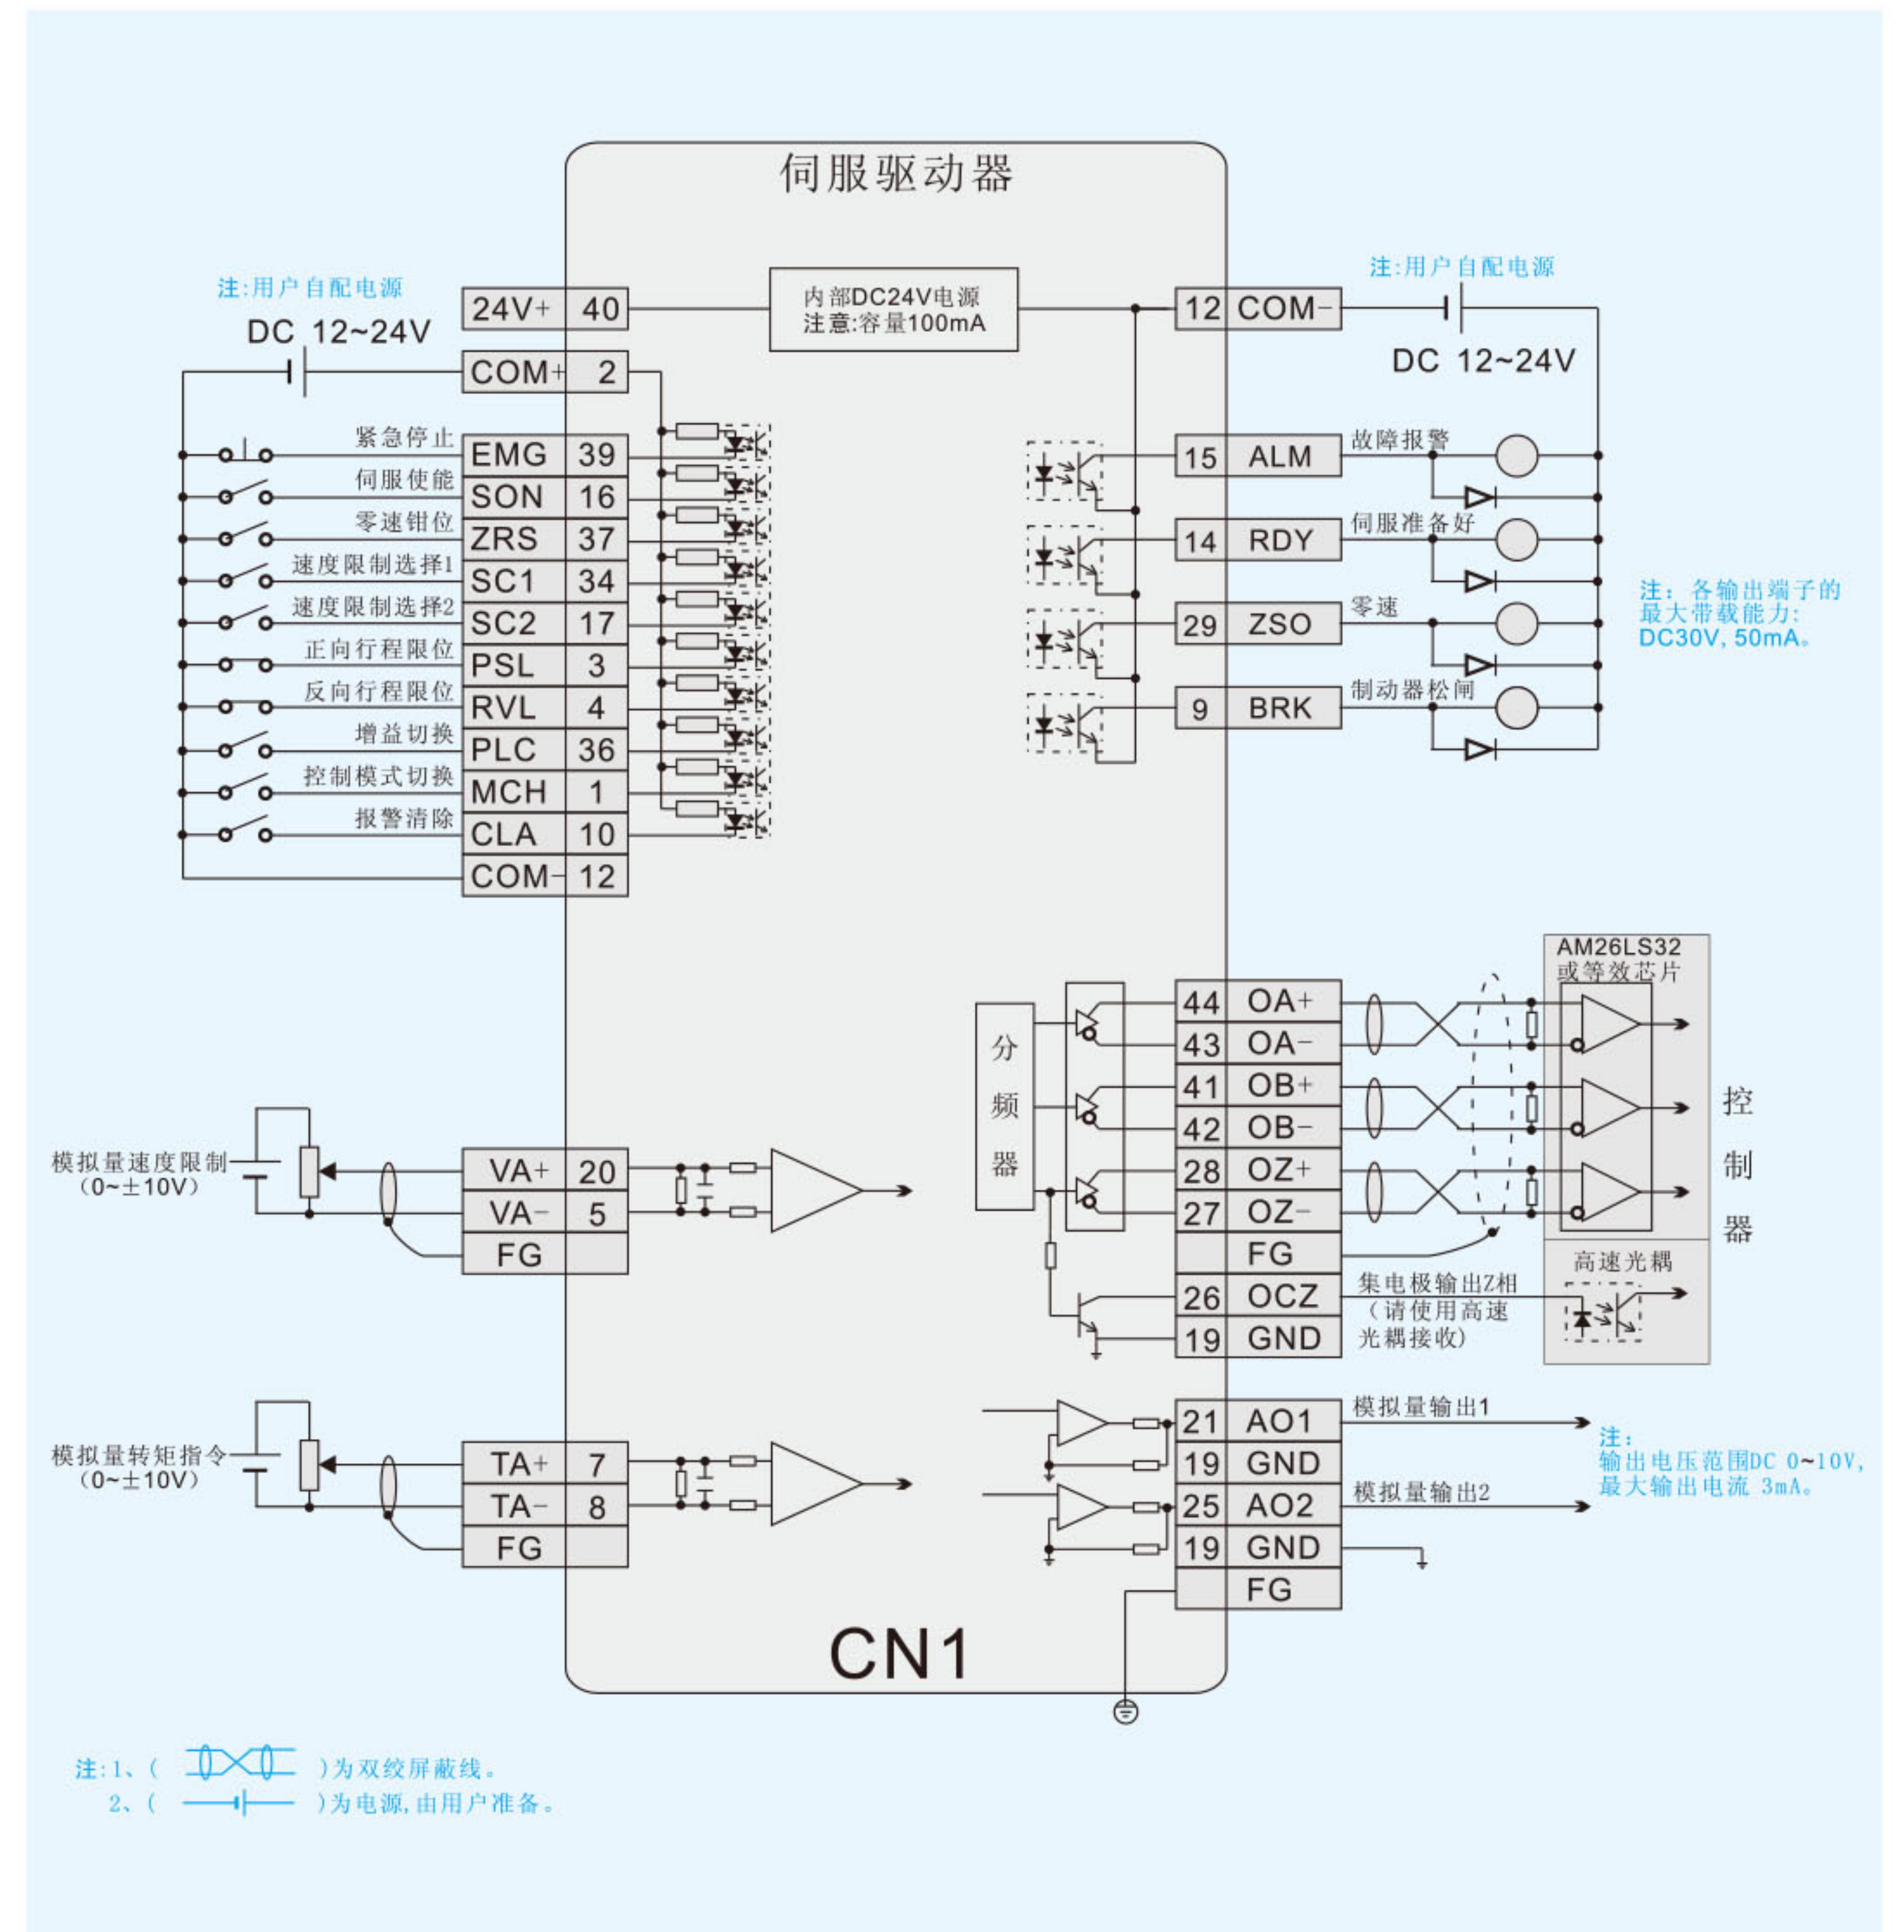 伺服驱动器
注:用户自配电源
DC 12~24V
24V+ 40
内部DC24V电源
注意:容量100mA
12 COM−
注:用户自配电源
DC 12~24V
COM+ 2
紧急停止 EMG 39
伺服使能 SON 16
零速钳位 ZRS 37
速度限制选择1 SC1 34
速度限制选择2 SC2 17
正向行程限位 PSL 3
反向行程限位 RVL 4
增益切换 PLC 36
控制模式切换 MCH 1
报警清除 CLA 10
COM− 12
15 ALM 故障报警
14 RDY 伺服准备好
29 ZSO 零速
9 BRK 制动器松闸
注：各输出端子的
最大带载能力:
DC30V, 50mA。
模拟量速度限制
（0~±10V）
VA+ 20
VA− 5
FG
模拟量转矩指令
（0~±10V）
TA+ 7
TA− 8
FG
分频器
44 OA+
43 OA−
41 OB+
42 OB−
28 OZ+
27 OZ−
FG
26 OCZ
19 GND
集电极输出Z相
（请使用高速
光耦接收)
AM26LS32
或等效芯片
高速光耦
控制器
21 AO1 模拟量输出1
19 GND
25 AO2 模拟量输出2
19 GND
FG
注：
输出电压范围DC 0~10V,
最大输出电流 3mA。
CN1
注:1、( )为双绞屏蔽线。
2、( )为电源,由用户准备。